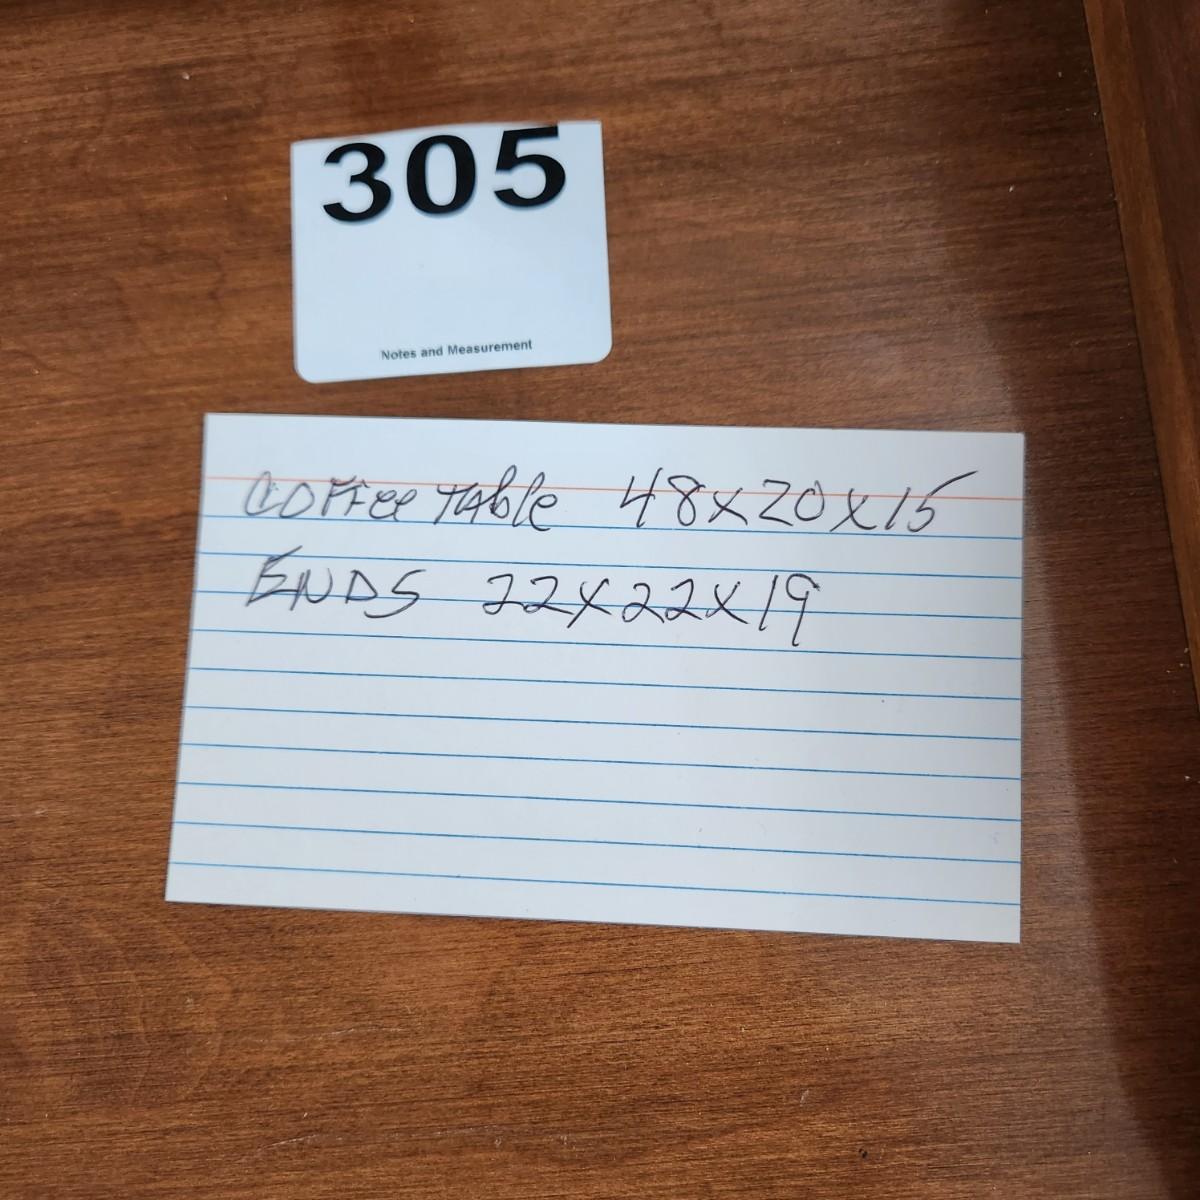 305
Notes and Measurement
Coffee Table 48x20x15
ENDS 22x22x19